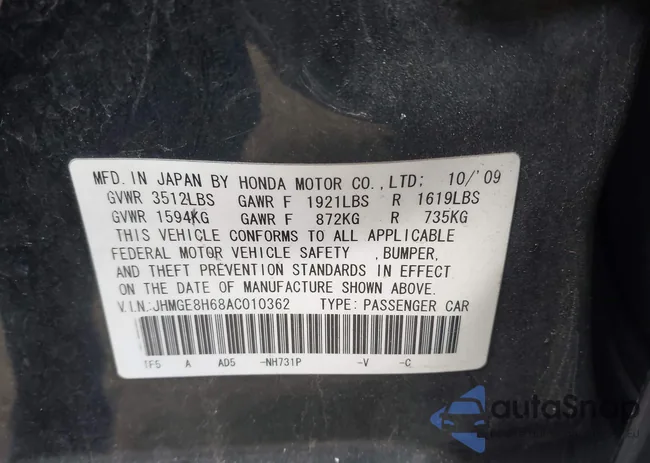 MFD. IN JAPAN BY HONDA MOTOR CO., LTD; 10/'09
GVWR 3512LBS GAWR F 1921LBS R 1619LBS
GVWR 1594KG GAWR F 872KG R 735KG
THIS VEHICLE CONFORMS TO ALL APPLICABLE
FEDERAL MOTOR VEHICLE SAFETY , BUMPER,
AND THEFT PREVENTION STANDARDS IN EFFECT
ON THE DATE OF MANUFACTURE SHOWN ABOVE.
V.I.N.:JHMGE8H68AC010362 TYPE: PASSENGER CAR
TF5 A AD5 -NH731P -V -C
autoSnap